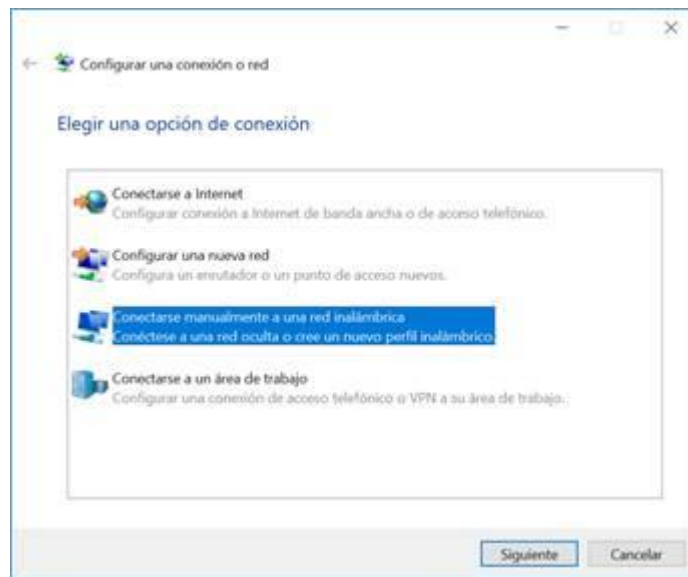 Configurar una conexión o red
Elegir una opción de conexión
Conectarse a Internet
Configurar conexión a Internet de banda ancha o de acceso telefónico.
Configurar una nueva red
Configura un enrutador o un punto de acceso nuevos.
Conectarse manualmente a una red inalámbrica
Conéctese a una red oculta o cree un nuevo perfil inalámbrico.
Conectarse a un área de trabajo
Configurar una conexión de acceso telefónico o VPN a su área de trabajo.
Siguiente
Cancelar